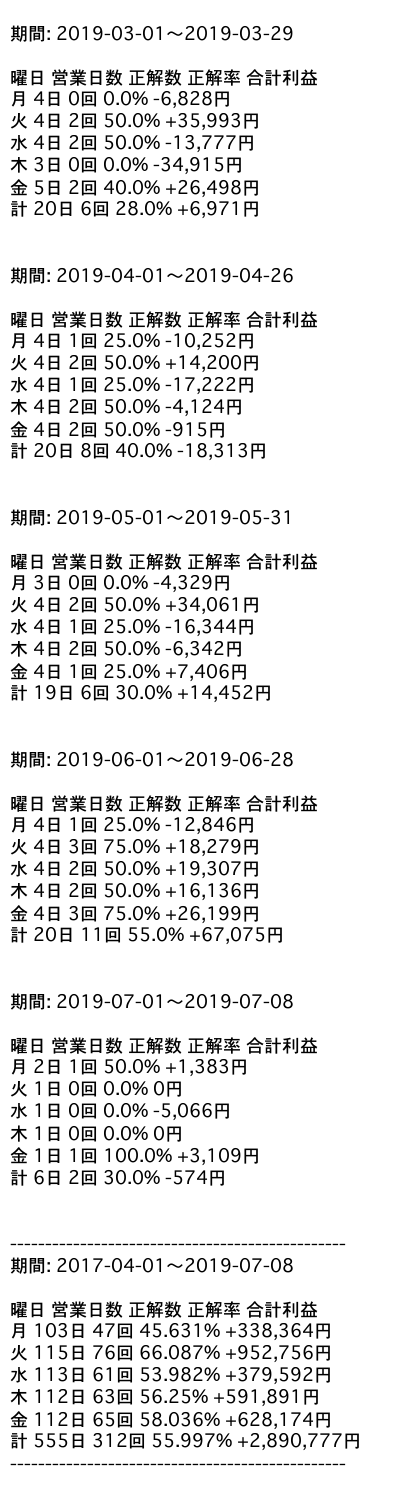 期間: 2019-03-01〜2019-03-29
曜日 営業日数 正解数 正解率 合計利益
月 4日 0回 0.0% -6,828円
火 4日 2回 50.0% +35,993円
水 4日 2回 50.0% -13,777円
木 3日 0回 0.0% -34,915円
金 5日 2回 40.0% +26,498円
計 20日 6回 28.0% +6,971円
期間: 2019-04-01〜2019-04-26
曜日 営業日数 正解数 正解率 合計利益
月 4日 1回 25.0% -10,252円
火 4日 2回 50.0% +14,200円
水 4日 1回 25.0% -17,222円
木 4日 2回 50.0% -4,124円
金 4日 2回 50.0% -915円
計 20日 8回 40.0% -18,313円
期間: 2019-05-01〜2019-05-31
曜日 営業日数 正解数 正解率 合計利益
月 3日 0回 0.0% -4,329円
火 4日 2回 50.0% +34,061円
水 4日 1回 25.0% -16,344円
木 4日 2回 50.0% -6,342円
金 4日 1回 25.0% +7,406円
計 19日 6回 30.0% +14,452円
期間: 2019-06-01〜2019-06-28
曜日 営業日数 正解数 正解率 合計利益
月 4日 1回 25.0% -12,846円
火 4日 3回 75.0% +18,279円
水 4日 2回 50.0% +19,307円
木 4日 2回 50.0% +16,136円
金 4日 3回 75.0% +26,199円
計 20日 11回 55.0% +67,075円
期間: 2019-07-01〜2019-07-08
曜日 営業日数 正解数 正解率 合計利益
月 2日 1回 50.0% +1,383円
火 1日 0回 0.0% 0円
水 1日 0回 0.0% -5,066円
木 1日 0回 0.0% 0円
金 1日 1回 100.0% +3,109円
計 6日 2回 30.0% -574円
------------------------------------------------
期間: 2017-04-01〜2019-07-08
曜日 営業日数 正解数 正解率 合計利益
月 103日 47回 45.631% +338,364円
火 115日 76回 66.087% +952,756円
水 113日 61回 53.982% +379,592円
木 112日 63回 56.25% +591,891円
金 112日 65回 58.036% +628,174円
計 555日 312回 55.997% +2,890,777円
------------------------------------------------